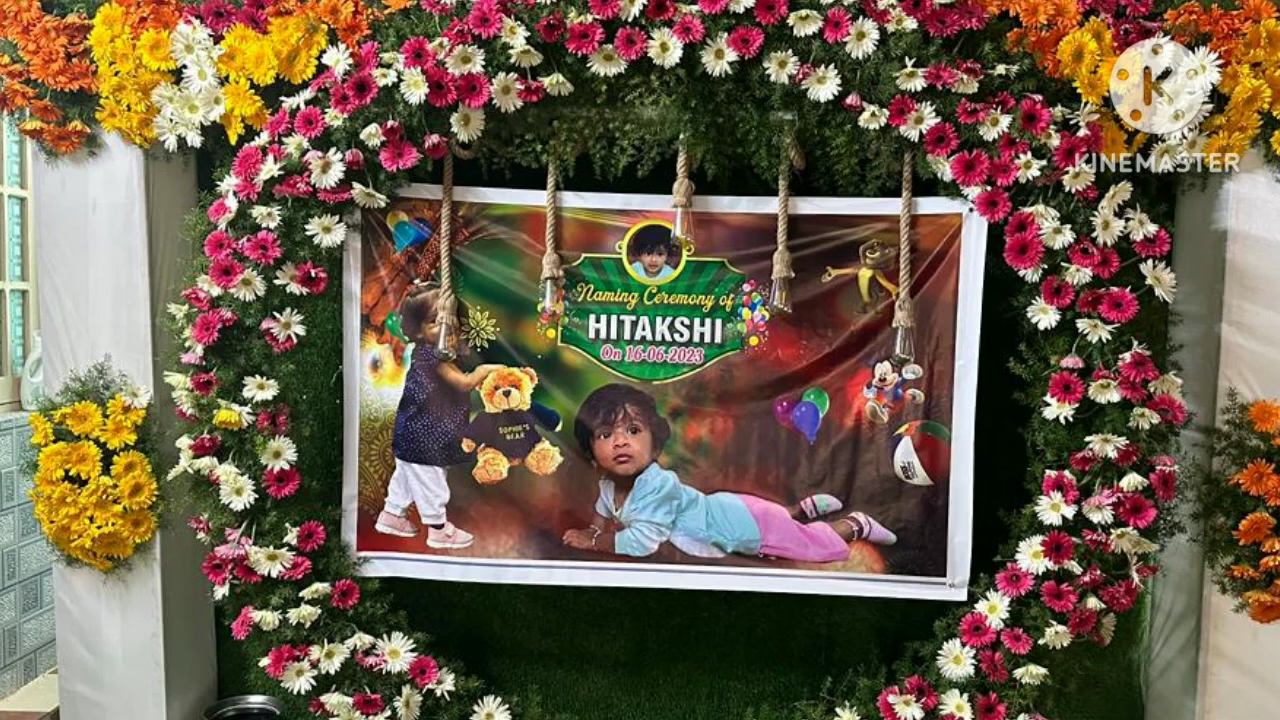 K
KINEMASTER
Naming Ceremony of
HITAKSHI
On 16-06-2023
SOPHIE'S
BEAR